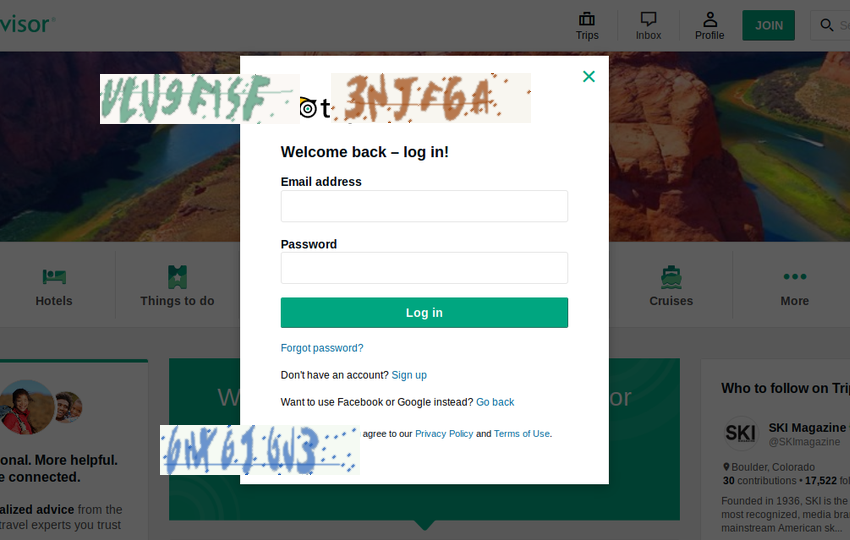 visor
Trips
Inbox
Profile
JOIN
3NJF6A
t
Welcome back – log in!
Email address
Password
Log in
Forgot password?
Don't have an account? Sign up
Want to use Facebook or Google instead? Go back
agree to our Privacy Policy and Terms of Use.
Hotels
Things to do
Cruises
More
W
or
onal. More helpful.
e connected.
alized advice from the
travel experts you trust
Who to follow on Trip
SKI
SKI Magazine
@SKImagazine
Boulder, Colorado
30 contributions • 17,522 fol
Founded in 1936, SKI is the
most recognized, media bra
mainstream American sk...